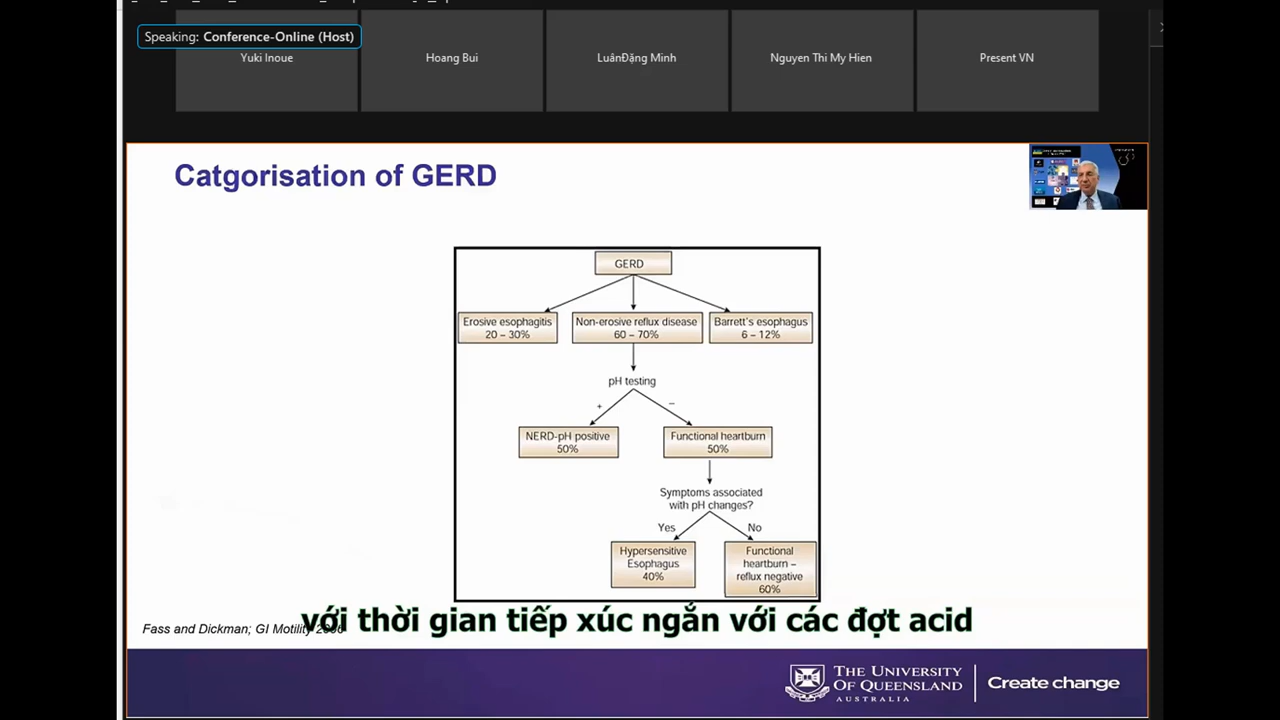 Speaking: Conference-Online (Host)
Yuki Inoue
Hoang Bui
LuânĐặng Minh
Nguyen Thi My Hien
Present VN
Catgorisation of GERD
GERD
Erosive esophagitis
20 – 30%
Non-erosive reflux disease
60 – 70%
Barrett's esophagus
6 – 12%
pH testing
+
–
NERD-pH positive
50%
Functional heartburn
50%
Symptoms associated
with pH changes?
Yes
No
Hypersensitive
Esophagus
40%
Functional
heartburn –
reflux negative
60%
với thời gian tiếp xúc ngắn với các đợt acid
Fass and Dickman; GI Motility
THE UNIVERSITY
OF QUEENSLAND
AUSTRALIA
Create change